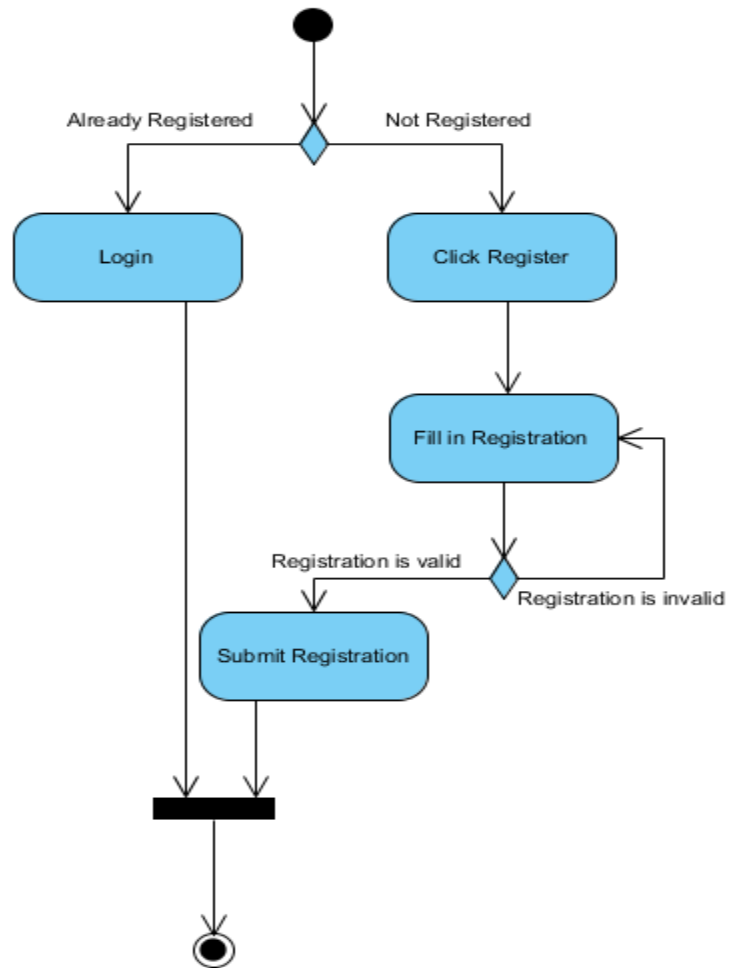 Already Registered
Not Registered
Login
Click Register
Fill in Registration
Registration is valid
Registration is invalid
Submit Registration